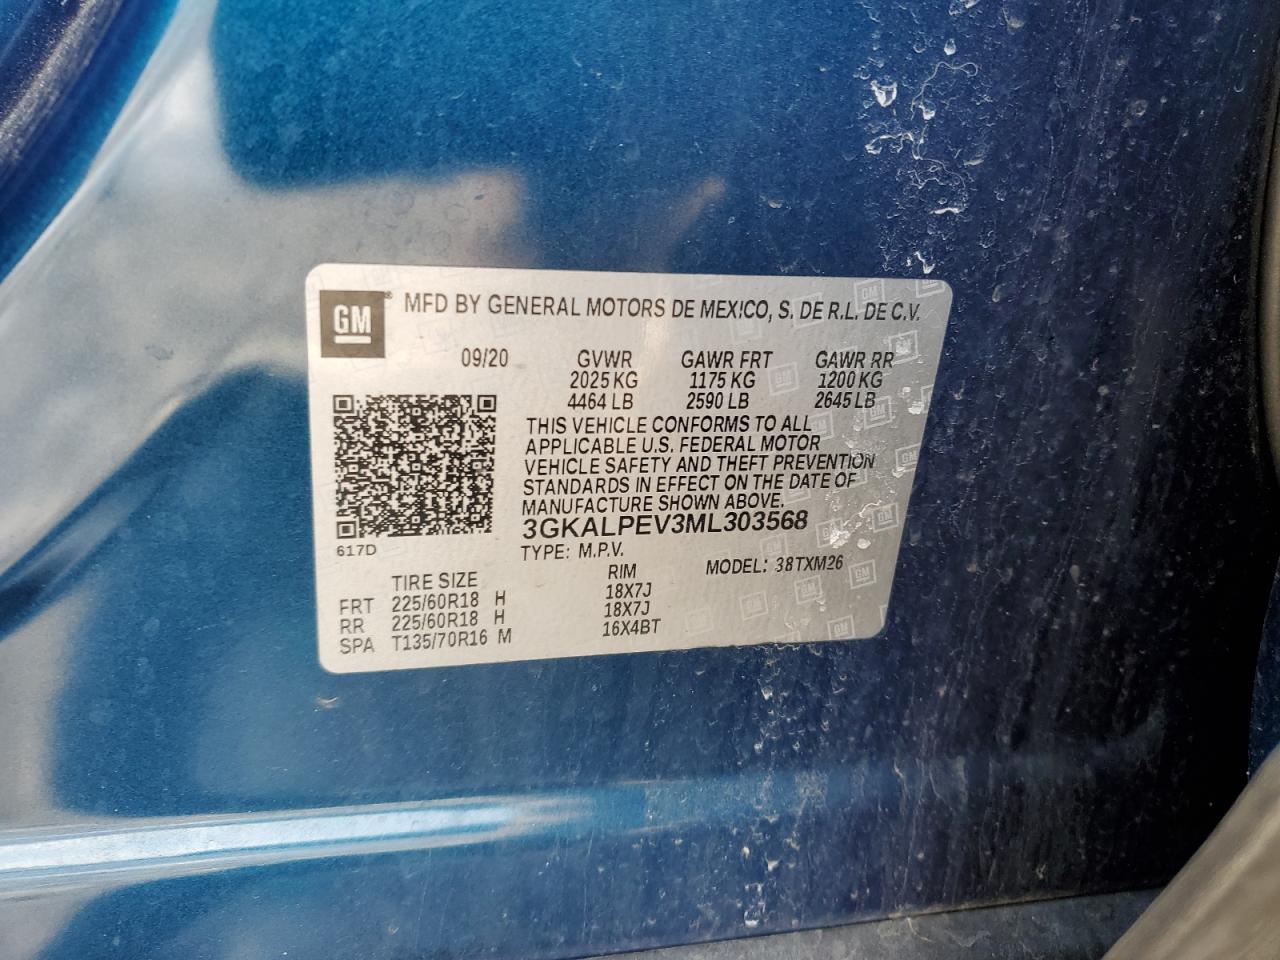 GM ® MFD BY GENERAL MOTORS DE MEXICO, S. DE R.L. DE C.V.
09/20 GVWR GAWR FRT GAWR RR
2025 KG 1175 KG 1200 KG
4464 LB 2590 LB 2645 LB
THIS VEHICLE CONFORMS TO ALL
APPLICABLE U.S. FEDERAL MOTOR
VEHICLE SAFETY AND THEFT PREVENTION
STANDARDS IN EFFECT ON THE DATE OF
MANUFACTURE SHOWN ABOVE.
3GKALPEV3ML303568
617D
TYPE: M.P.V. MODEL: 38TXM26
TIRE SIZE RIM
FRT 225/60R18 H 18X7J
RR 225/60R18 H 18X7J
SPA T135/70R16 M 16X4BT